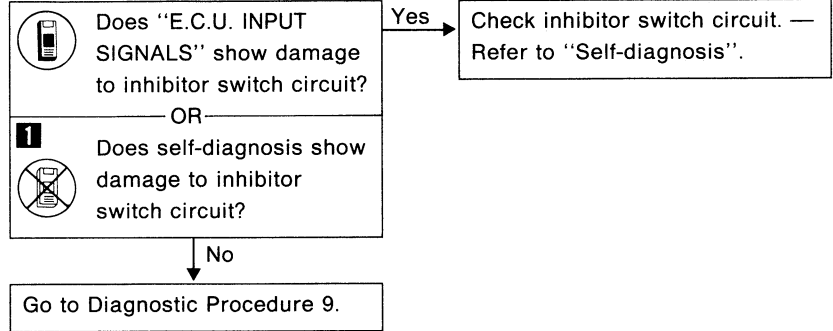 Does ‘‘E.C.U. INPUT
SIGNALS’’ show damage
to inhibitor switch circuit?
Yes
Check inhibitor switch circuit. —
Refer to ‘‘Self-diagnosis’’.
OR
1
Does self-diagnosis show
damage to inhibitor
switch circuit?
No
Go to Diagnostic Procedure 9.